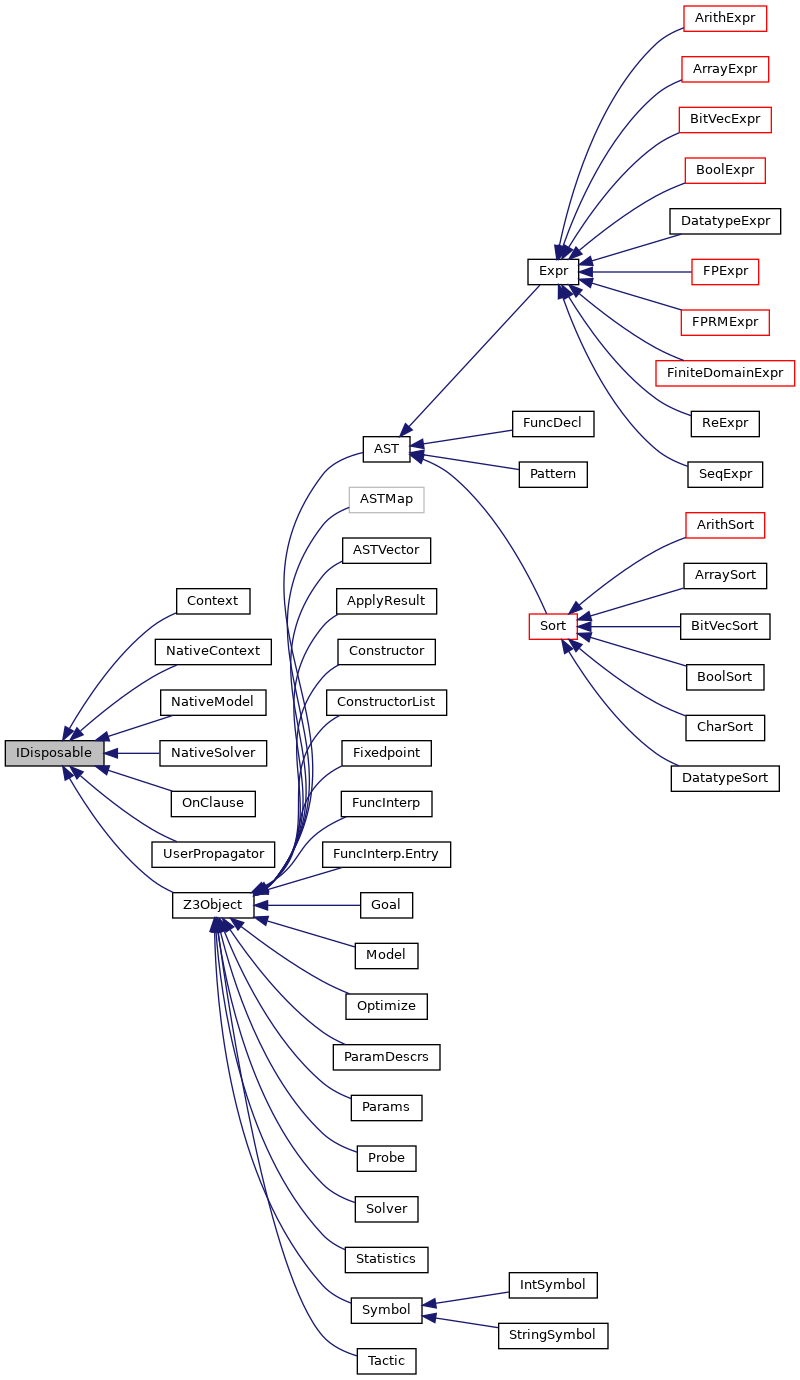 ArithExpr
ArrayExpr
BitVecExpr
BoolExpr
DatatypeExpr
Expr
FPExpr
FPRMExpr
FiniteDomainExpr
ReExpr
FuncDecl
AST
SeqExpr
Pattern
ASTMap
ArithSort
ASTVector
ArraySort
Context
ApplyResult
Sort
BitVecSort
NativeContext
Constructor
BoolSort
NativeModel
ConstructorList
CharSort
IDisposable
NativeSolver
Fixedpoint
DatatypeSort
OnClause
FuncInterp
UserPropagator
FuncInterp.Entry
Z3Object
Goal
Model
Optimize
ParamDescrs
Params
Probe
Solver
Statistics
IntSymbol
Symbol
StringSymbol
Tactic